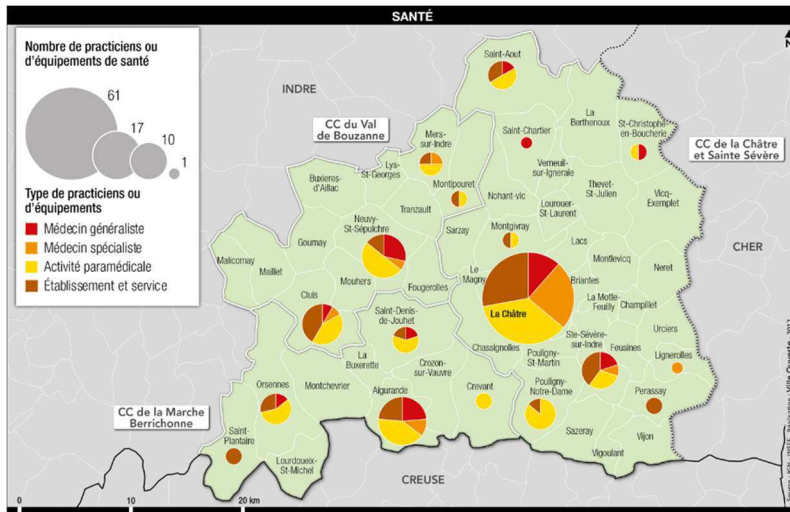 SANTÉ
Nombre de practiciens ou
d'équipements de santé
61
17
10
1
Type de practiciens ou
d'équipements
Médecin généraliste
Médecin spécialiste
Activité paramédicale
Établissement et service
N
INDRE
CC du Val
de Bouzanne
CC de la Châtre
et Sainte Sévère
CHER
CC de la Marche
Berrichonne
CREUSE
Saint-Aout
La
Berthenoux
St-Christophe-
en-Boucherie
Saint-Chartier
Mers-
sur-Indre
Lys-
St-Georges
Verneuil-
sur-Ignerale
Buxieres-
d'Aillac
Montipouret
Nohant-vic
Thevet-
St-Julien
Vicq-
Exemplet
Tranzault
Lourouer-
St-Laurent
Neuvy-
St-Sépulchre
Sarzay
Montgivray
Lacs
Gournay
Montlevicq
Malicornay
Maillet
Mouhers
Fougerolles
Le
Magny
Briantes
Neret
La Motte-
Feuilly
Champillet
Cluis
Saint-Denis-
de-Jouhet
La Châtre
Urciers
Ste-Sévère-
sur-Indre
Feusines
Chassignolles
La
Buxerette
Crozon-
sur-Vauvre
Pouligny-
St-Martin
Lignerolles
Orsennes
Montchevrier
Aigurande
Crevant
Pouligny-
Notre-Dame
Perassay
Saint-
Plantaire
Sazeray
Vijon
Lourdoueix-
St-Michel
Vigoulant
0
10
20 km